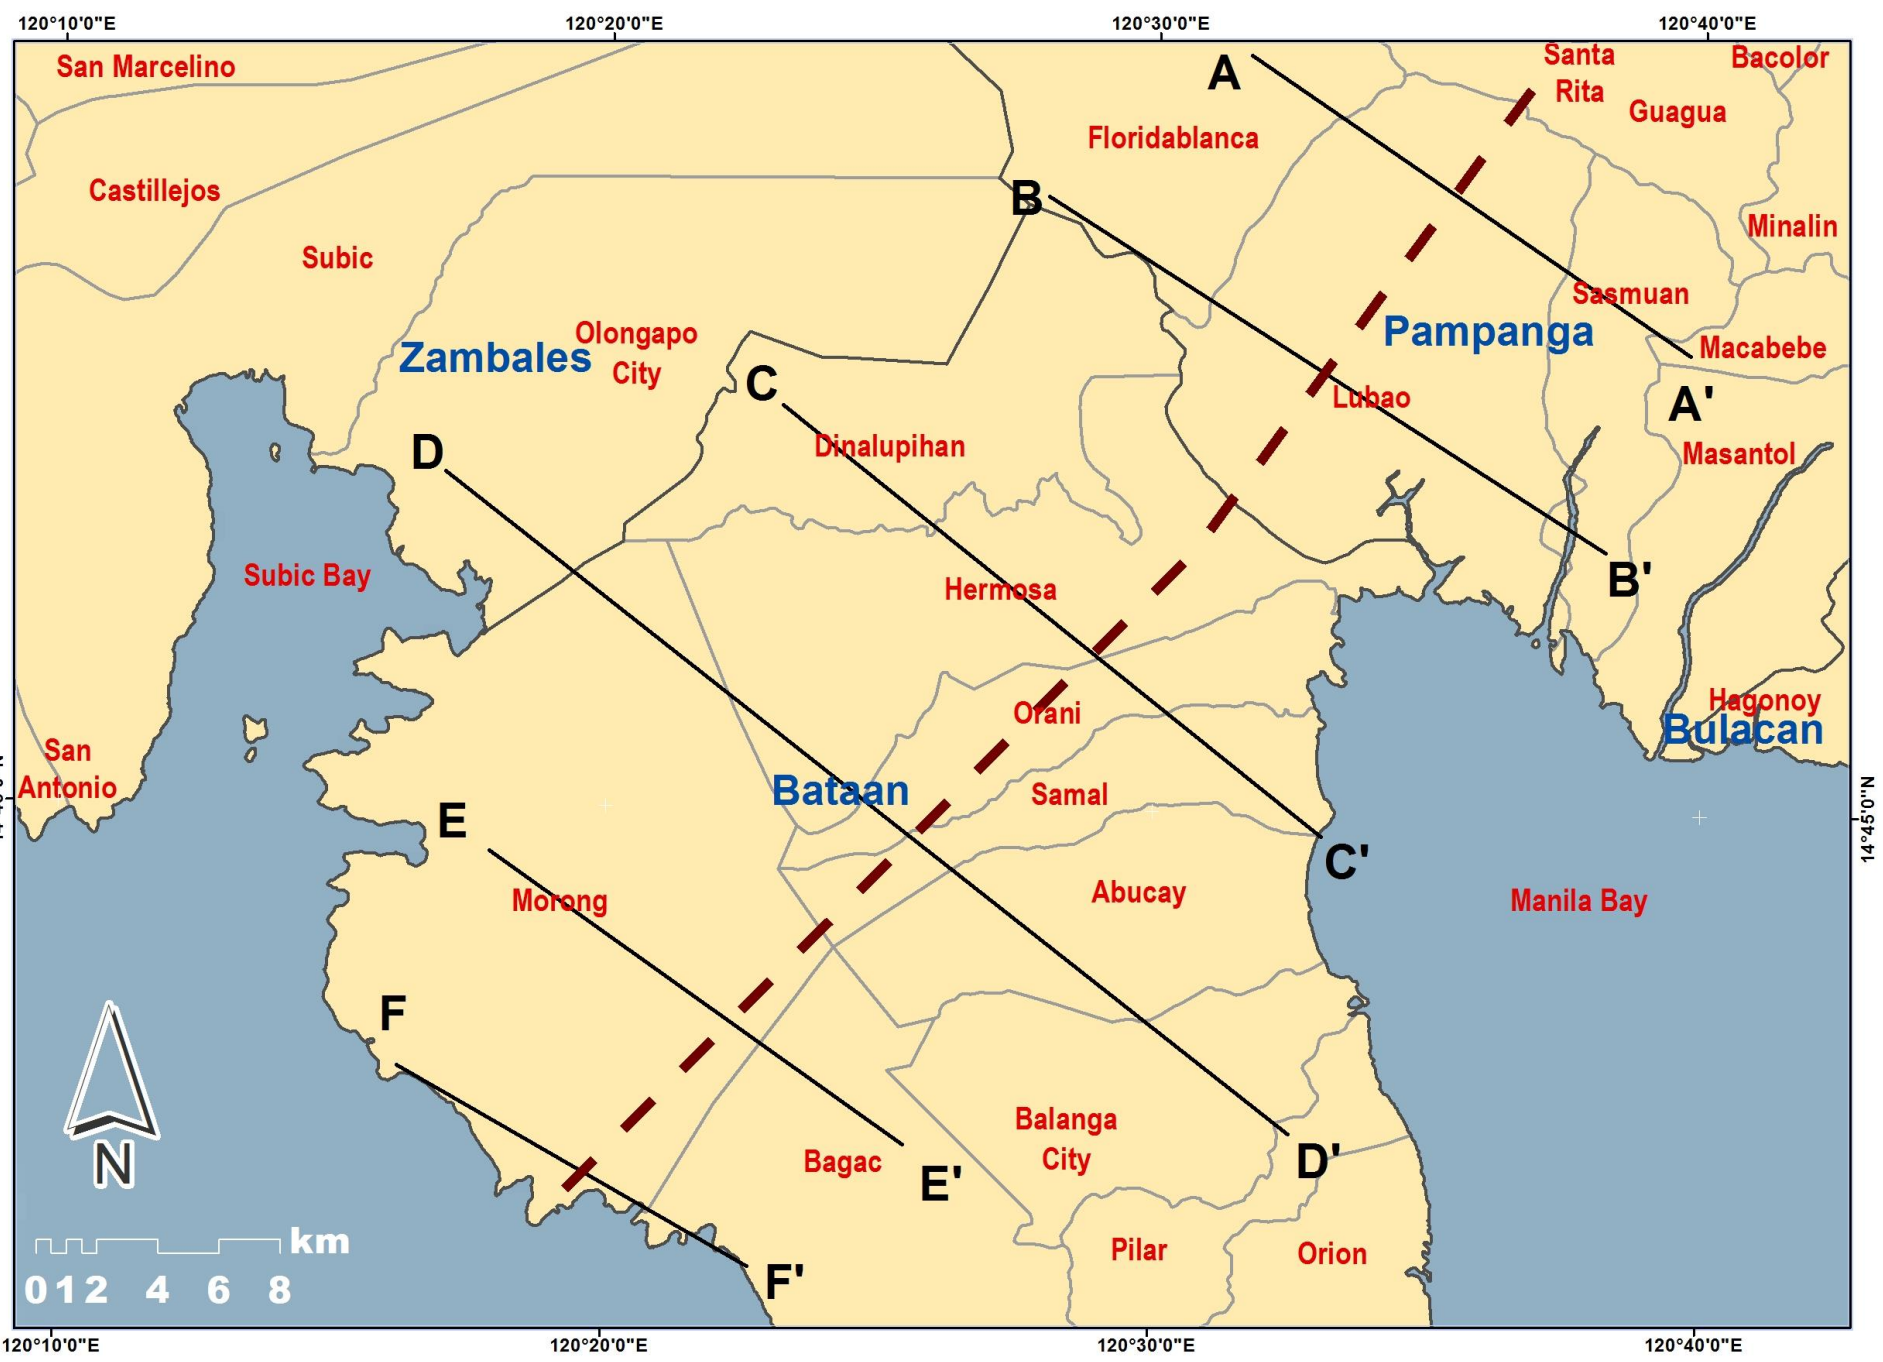 120°10'0"E
120°20'0"E
120°30'0"E
120°40'0"E
San Marcelino
Santa
Rita
Bacolor
A
Guagua
Floridablanca
Castillejos
B
Minalin
Subic
Sasmuan
Olongapo
City
Zambales
Pampanga
Macabebe
C
Lubao
A'
D
Dinalupihan
Masantol
Subic Bay
Hermosa
B'
Orani
Hagonoy
Bulacan
San
Antonio
Bataan
Samal
14°45'0"N
E
C'
Morong
Abucay
Manila Bay
F
Balanga
City
Bagac
D'
E'
N
km
0 1 2 4 6 8
Pilar
Orion
F'
120°10'0"E
120°20'0"E
120°30'0"E
120°40'0"E